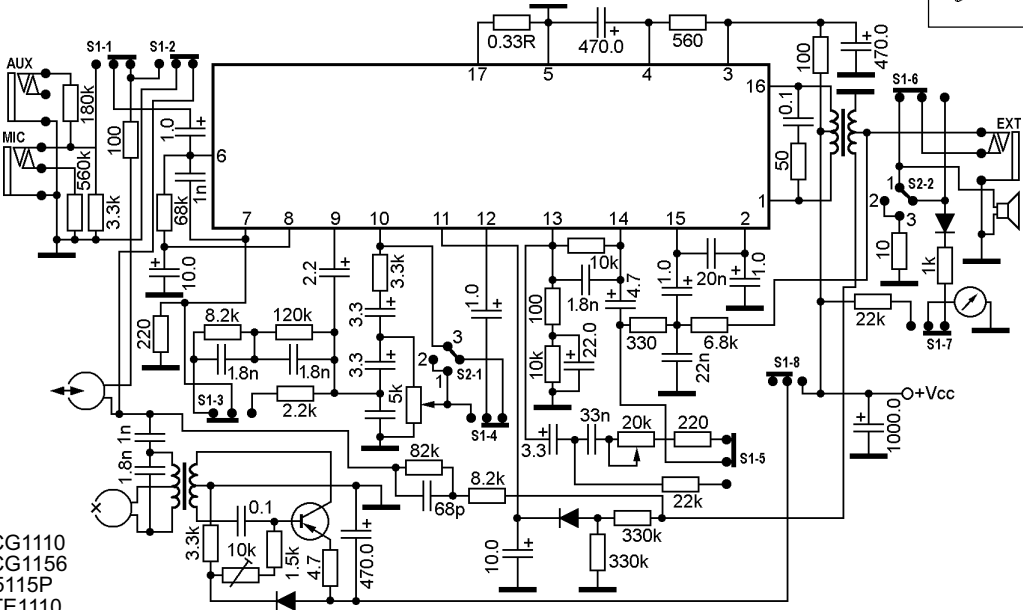 0.33R
470.0
560
100
470.0
17
5
4
3
AUX
S1-1
S1-2
180k
100
1.0
6
16
0.1
S1-6
EXT
MIC
560k
3.3k
68k
1n
50
1
1
2
S2-2
3
7
8
9
10
11
12
13
14
15
2
10.0
2.2
3.3k
1.0
10k
1.8n
4.7
1.0
20n
1.0
10
1k
220
8.2k
120k
3.3
100
22.0
330
6.8k
22k
1.8n
1.8n
3.3
3
2
S2-1
1
10k
22n
S1-7
S1-8
S1-3
2.2k
5k
+Vcc
S1-4
33n
20k
220
1000.0
1n
3.3
S1-5
1.8n
82k
68p
8.2k
22k
0.1
330k
3.3k
10k
1.5k
4.7
470.0
10.0
330k
CG1110
CG1156
5115P
TE1110